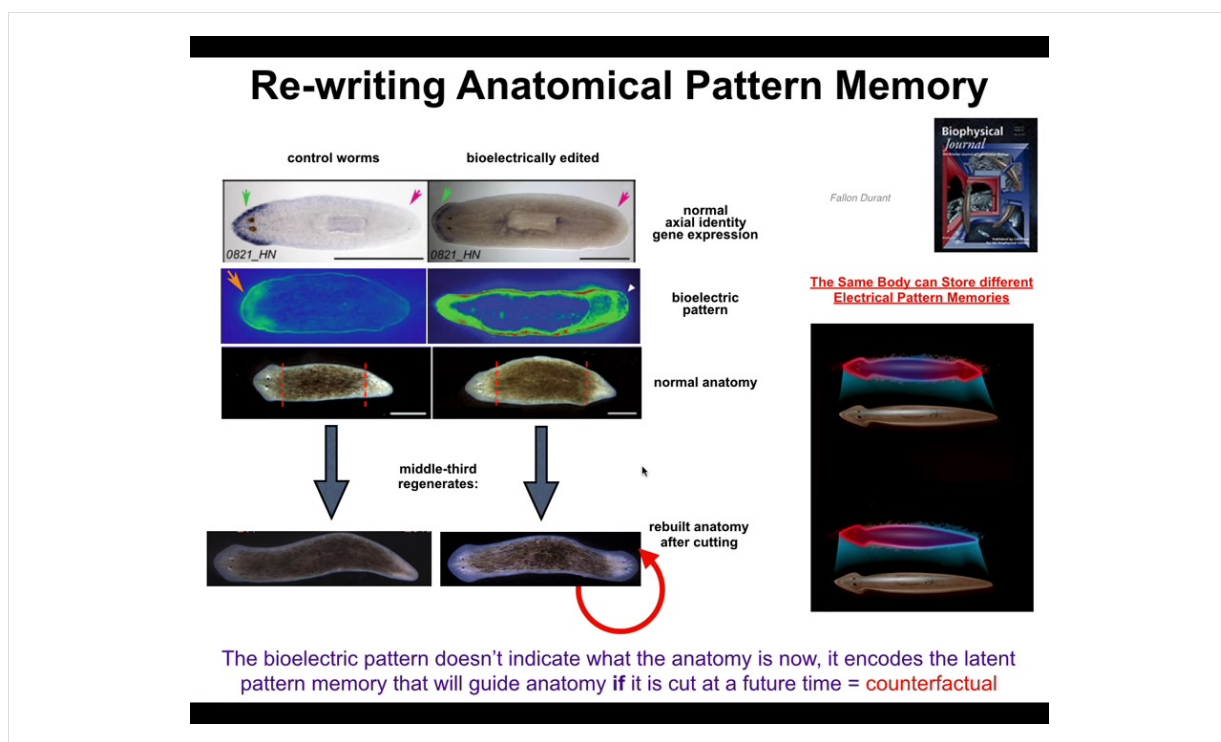 Re-writing Anatomical Pattern Memory
control worms
bioelectrically edited
Biophysical
Journal
Fallon Durant
normal
axial identity
gene expression
0821_HN
0821_HN
The Same Body can Store different
Electrical Pattern Memories
bioelectric
pattern
normal anatomy
middle-third
regenerates:
rebuilt anatomy
after cutting
The bioelectric pattern doesn't indicate what the anatomy is now, it encodes the latent
pattern memory that will guide anatomy if it is cut at a future time = counterfactual